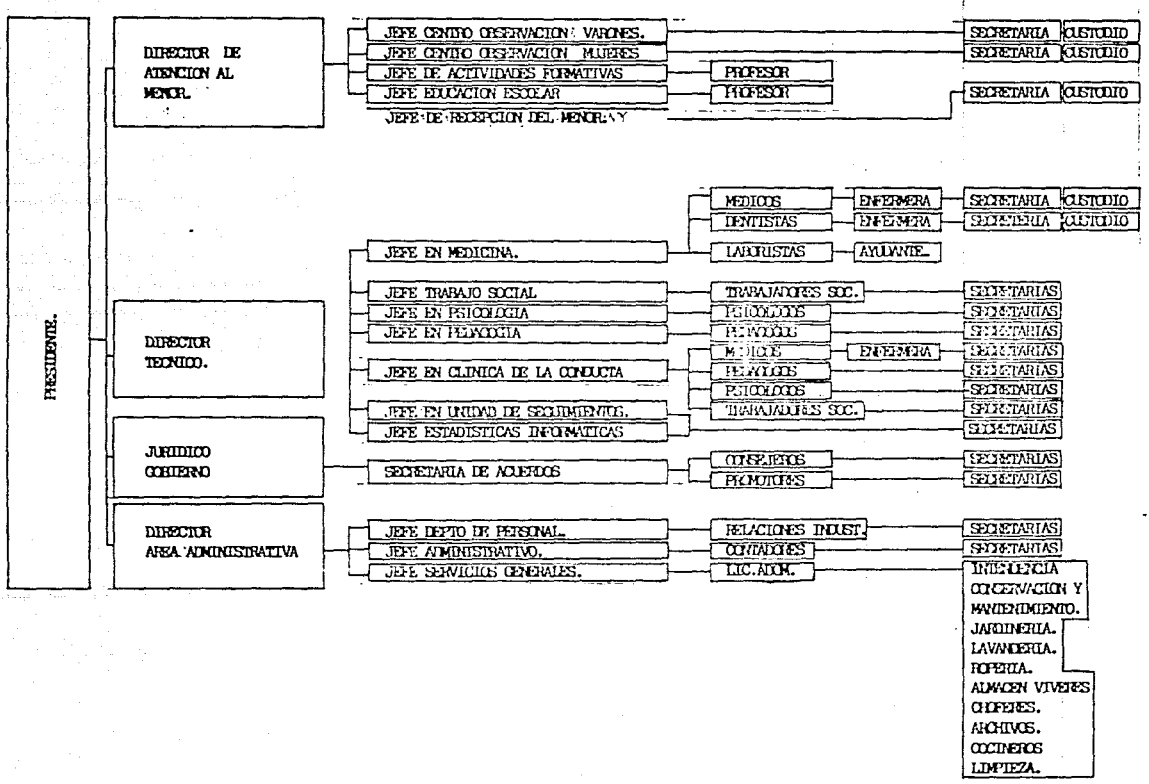 PRESIDENTE.
DIRECTOR DE
ATENCION AL
MENOR.
JEFE CENTRO OBSERVACION VARONES.
SECRETARIA
CUSTODIO
JEFE CENTRO OBSERVACION MUJERES
SECRETARIA
CUSTODIO
JEFE DE ACTIVIDADES FORMATIVAS
PROFESOR
JEFE EDUCACION ESCOLAR
PROFESOR
SECRETARIA
CUSTODIO
JEFE DE RECEPCION DEL MENOR Y
DIRECTOR
TECNICO.
JEFE EN MEDICINA.
MEDICOS
ENFERMERA
SECRETARIA
CUSTODIO
DENTISTAS
ENFERMERA
SECRETERIA
CUSTODIO
LABORISTAS
AYUDANTE.
JEFE TRABAJO SOCIAL
TRABAJADORES SOC.
SECRETARIAS
JEFE EN PSICOLOGIA
PSICOLOGOS
SECRETARIAS
JEFE EN PEDAGOGIA
PEDAGOGOS
SECRETARIAS
JEFE EN CLINICA DE LA CONDUCTA
MEDICOS
ENFERMERA
SECRETARIAS
PEDAGOGOS
SECRETARIAS
PSICOLOGOS
SECRETARIAS
JEFE EN UNIDAD DE SEGUIMIENTOS.
TRABAJADORES SOC.
SECRETARIAS
JEFE ESTADISTICAS INFORMATICAS
SECRETARIAS
JURIDICO
GOBIERNO
SECRETARIA DE ACUERDOS
CONSEJEROS
SECRETARIAS
PROMOTORES
SECRETARIAS
DIRECTOR
AREA ADMINISTRATIVA
JEFE DEPTO DE PERSONAL.
RELACIONES INDUST.
SECRETARIAS
JEFE ADMINISTRATIVO.
CONTADORES
SECRETARIAS
JEFE SERVICIOS GENERALES.
LIC.ADOM.
INTENDENCIA
CONSERVACION Y
MANTENIMIENTO.
JARDINERIA.
LAVANDERIA.
ROPERIA.
ALMACEN VIVERES
CHOFERES.
ARCHIVOS.
COCINEROS
LIMPIEZA.